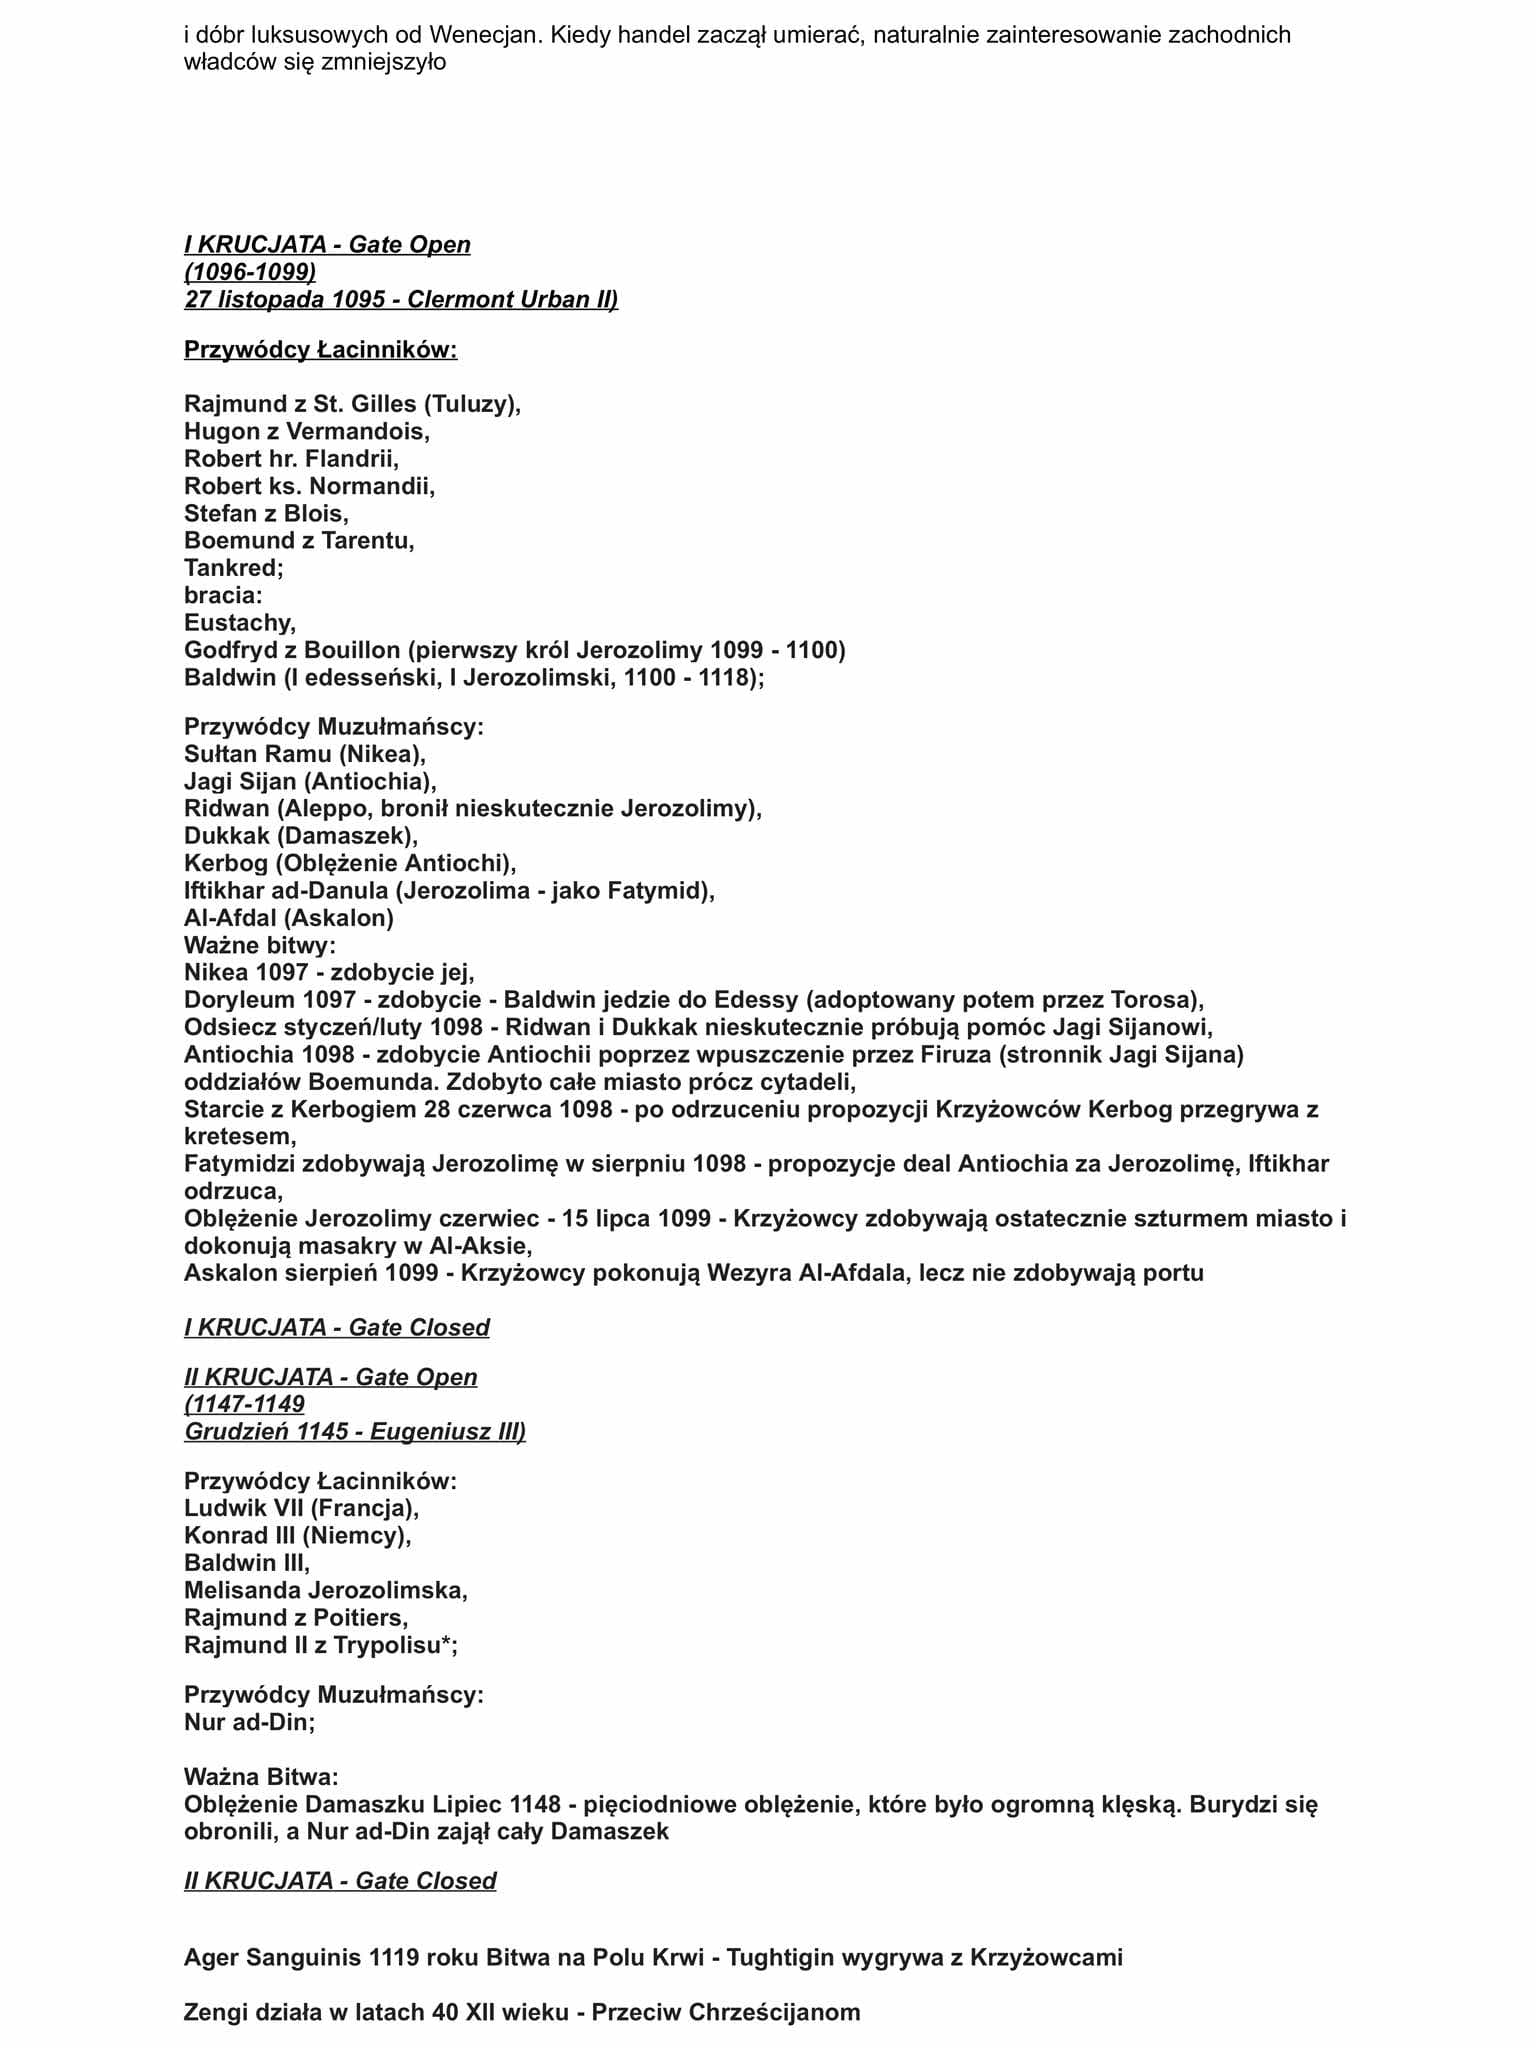 i dóbr luksusowych od Wenecjan. Kiedy handel zaczął umierać, naturalnie zainteresowanie zachodnich
władców się zmniejszyło
I KRUCJATA - Gate Open
(1096-1099)
27 listopada 1095 - Clermont Urban II)
Przywódcy Łacinników:
Rajmund z St. Gilles (Tuluzy),
Hugon z Vermandois,
Robert hr. Flandrii,
Robert ks. Normandii,
Stefan z Blois,
Boemund z Tarentu,
Tankred;
bracia:
Eustachy,
Godfryd z Bouillon (pierwszy król Jerozolimy 1099 - 1100)
Baldwin (I edesseński, I Jerozolimski, 1100 - 1118);
Przywódcy Muzułmańscy:
Sułtan Ramu (Nikea),
Jagi Sijan (Antiochia),
Ridwan (Aleppo, bronił nieskutecznie Jerozolimy),
Dukkak (Damaszek),
Kerbog (Oblężenie Antiochi),
Iftikhar ad-Danula (Jerozolima - jako Fatymid),
Al-Afdal (Askalon)
Ważne bitwy:
Nikea 1097 - zdobycie jej,
Doryleum 1097 - zdobycie - Baldwin jedzie do Edessy (adoptowany potem przez Torosa),
Odsiecz styczeń/luty 1098 - Ridwan i Dukkak nieskutecznie próbują pomóc Jagi Sijanowi,
Antiochia 1098 - zdobycie Antiochii poprzez wpuszczenie przez Firuza (stronnik Jagi Sijana)
oddziałów Boemunda. Zdobyto całe miasto prócz cytadeli,
Starcie z Kerbogiem 28 czerwca 1098 - po odrzuceniu propozycji Krzyżowców Kerbog przegrywa z
kretesem,
Fatymidzi zdobywają Jerozolimę w sierpniu 1098 - propozycje deal Antiochia za Jerozolimę, Iftikhar
odrzuca,
Oblężenie Jerozolimy czerwiec - 15 lipca 1099 - Krzyżowcy zdobywają ostatecznie szturmem miasto i
dokonują masakry w Al-Aksie,
Askalon sierpień 1099 - Krzyżowcy pokonują Wezyra Al-Afdala, lecz nie zdobywają portu
I KRUCJATA - Gate Closed
II KRUCJATA - Gate Open
(1147-1149
Grudzień 1145 - Eugeniusz III)
Przywódcy Łacinników:
Ludwik VII (Francja),
Konrad III (Niemcy),
Baldwin III,
Melisanda Jerozolimska,
Rajmund z Poitiers,
Rajmund II z Trypolisu*;
Przywódcy Muzułmańscy:
Nur ad-Din;
Ważna Bitwa:
Oblężenie Damaszku Lipiec 1148 - pięciodniowe oblężenie, które było ogromną klęską. Burydzi się
obronili, a Nur ad-Din zajął cały Damaszek
II KRUCJATA - Gate Closed
Ager Sanguinis 1119 roku Bitwa na Polu Krwi - Tughtigin wygrywa z Krzyżowcami
Zengi działa w latach 40 XII wieku - Przeciw Chrześcijanom